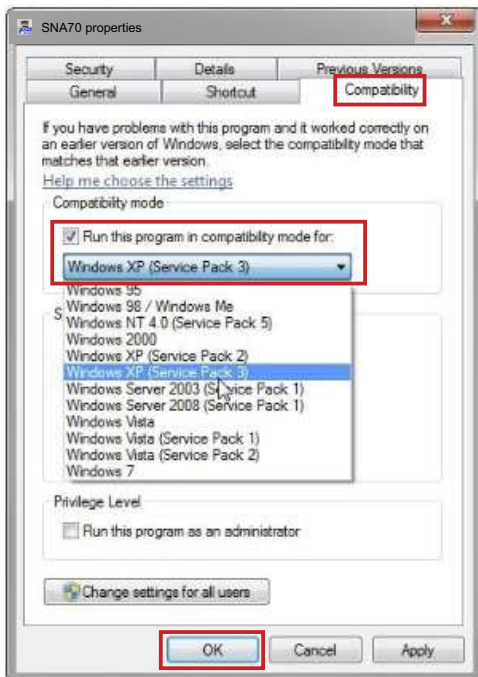 SNA70 properties
Security Details Previous Versions
General Shortcut Compatibility
If you have problems with this program and it worked correctly on
an earlier version of Windows, select the compatibility mode that
matches that earlier version.
Help me choose the settings
Compatibility mode
Run this program in compatibility mode for:
Windows XP (Service Pack 3)
Windows 95
S
Windows 98 / Windows Me
Windows NT 4.0 (Service Pack 5)
Windows 2000
Windows XP (Service Pack 2)
Windows XP (Service Pack 3)
Windows Server 2003 (Service Pack 1)
Windows Server 2008 (Service Pack 1)
Windows Vista
Windows Vista (Service Pack 1)
Windows Vista (Service Pack 2)
Windows 7
Privilege Level
Run this program as an administrator
Change settings for all users
OK Cancel Apply